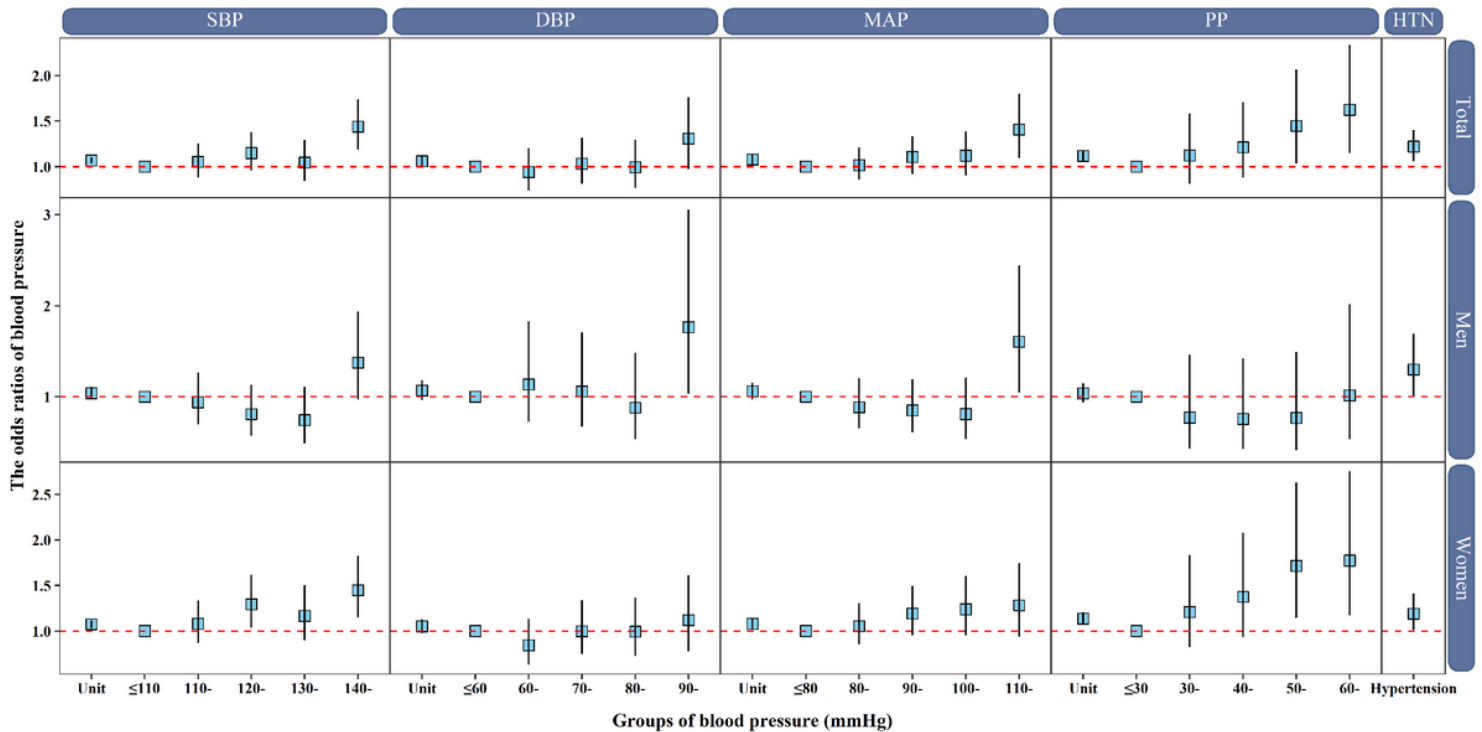 SBP DBP MAP PP HTN
2.0
1.5
1.0
Total
3
2
1
Men
2.5
2.0
1.5
1.0
Women
The odds ratios of blood pressure
Unit ≤110 110- 120- 130- 140- Unit ≤60 60- 70- 80- 90- Unit ≤80 80- 90- 100- 110- Unit ≤30 30- 40- 50- 60- Hypertension
Groups of blood pressure (mmHg)